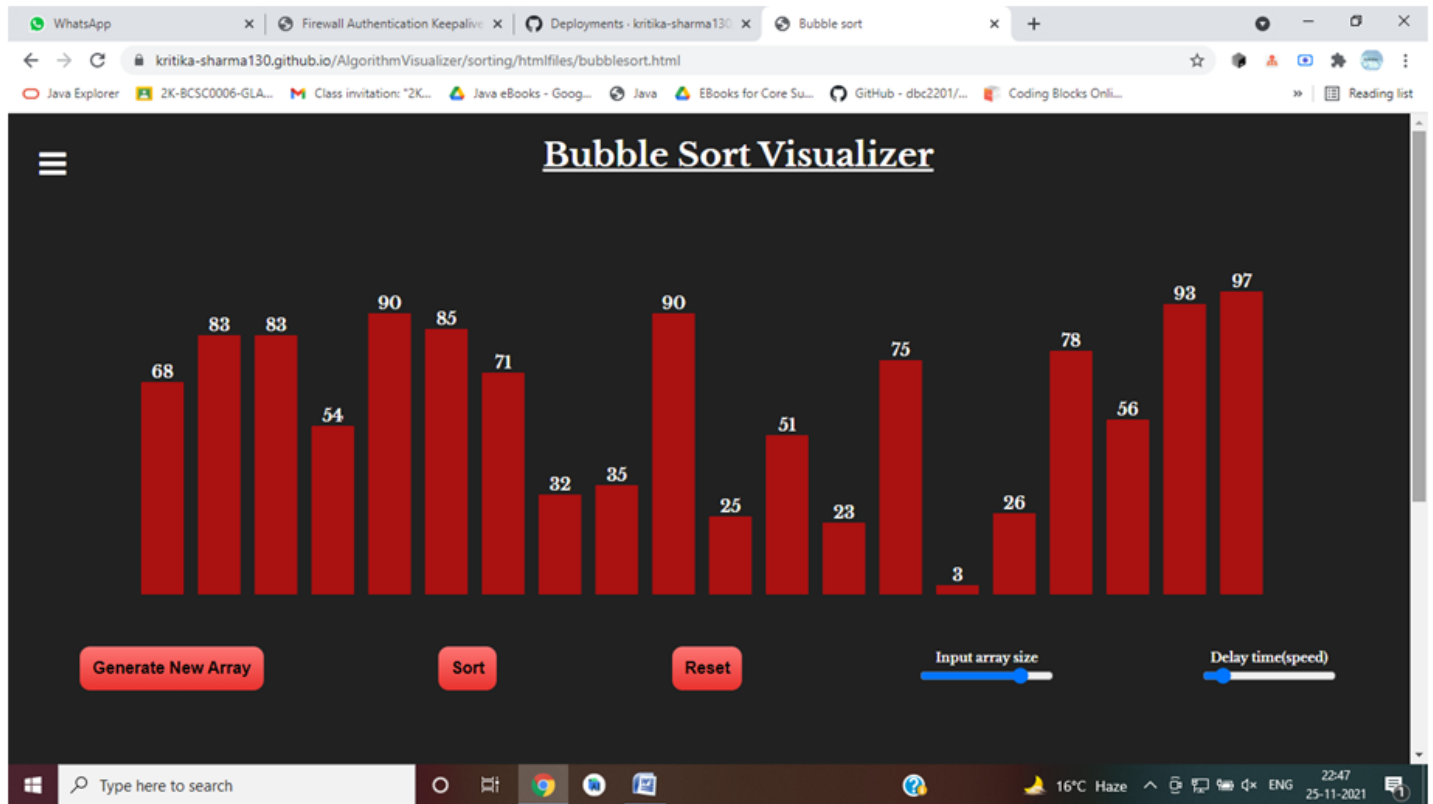 WhatsApp
Firewall Authentication Keepalive
Deployments · kritika-sharma130
Bubble sort
kritika-sharma130.github.io/AlgorithmVisualizer/sorting/htmlfiles/bubblesort.html
Java Explorer
2K-BCSC0006-GLA...
Class invitation: "2K...
Java eBooks - Goog...
Java
EBooks for Core Su...
GitHub - dbc2201/...
Coding Blocks Onli...
»
Reading list
Bubble Sort Visualizer
68
83
83
54
90
85
71
32
35
90
25
51
23
75
3
26
78
56
93
97
Generate New Array
Sort
Reset
Input array size
Delay time(speed)
Type here to search
16°C Haze
ENG
22:47
25-11-2021
1